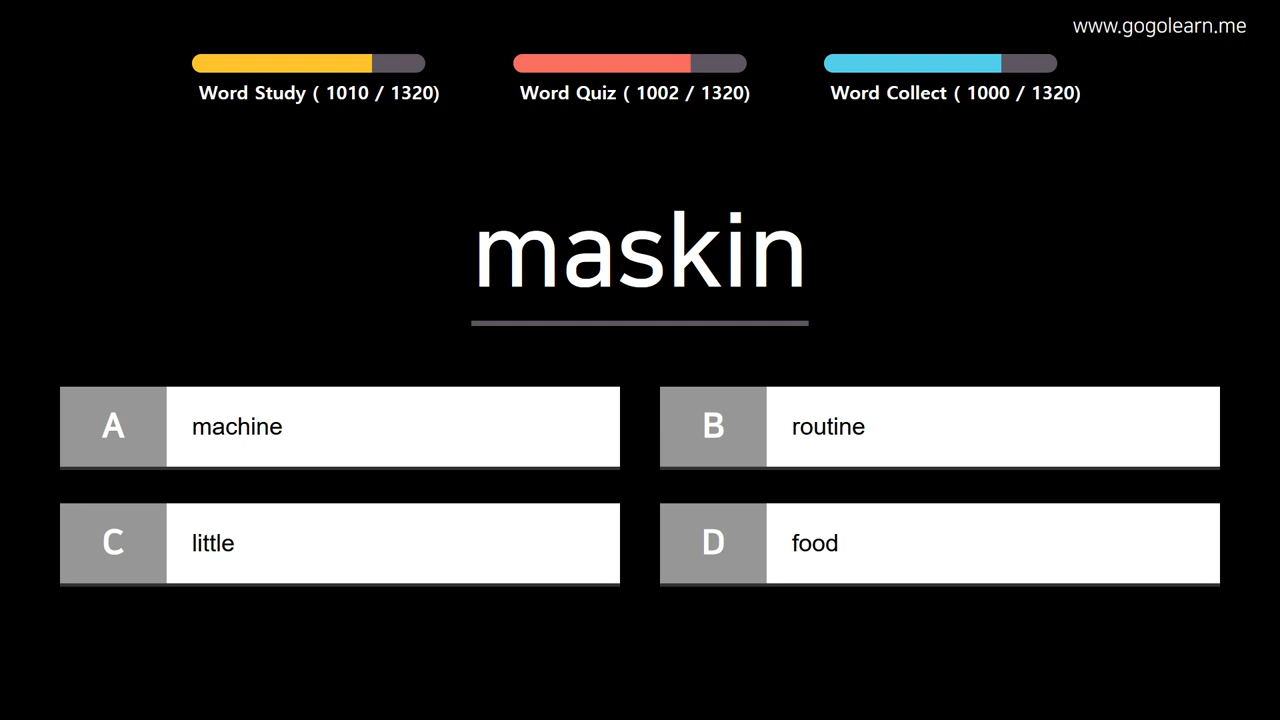 www.gogolearn.me
Word Study ( 1010 / 1320)
Word Quiz ( 1002 / 1320)
Word Collect ( 1000 / 1320)
maskin
A machine
B routine
C little
D food